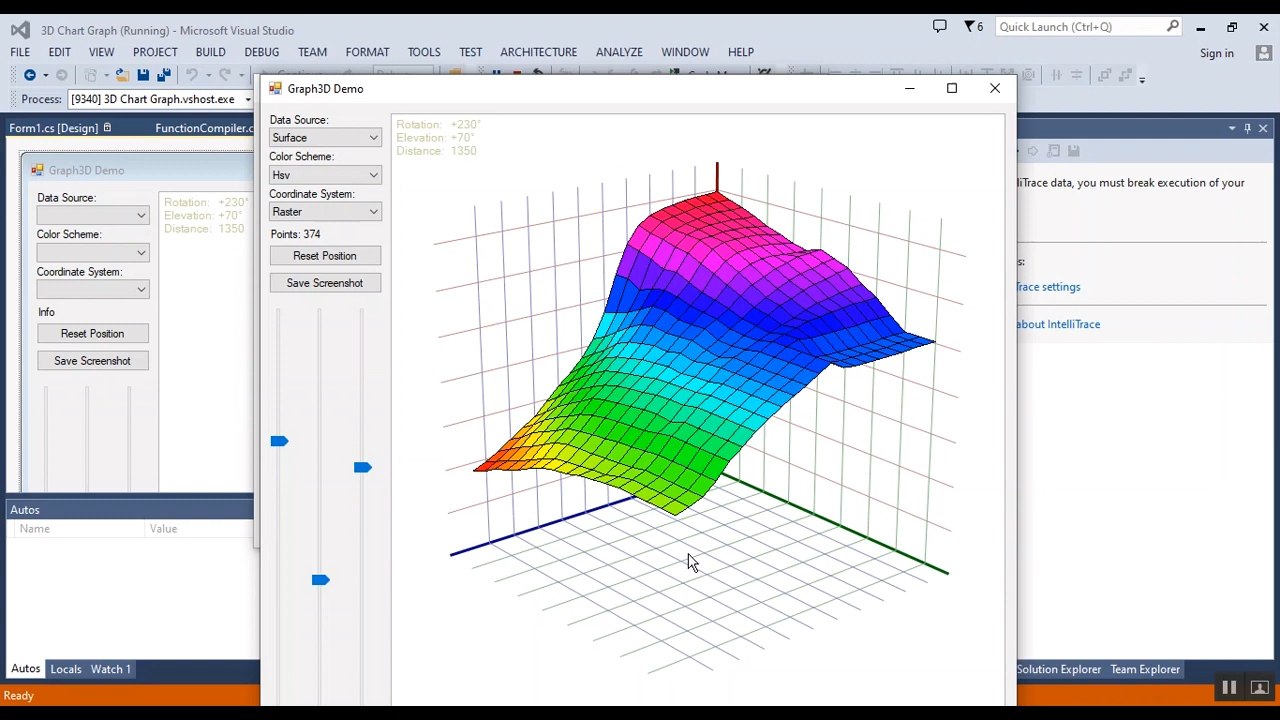 3D Chart Graph (Running) - Microsoft Visual Studio
6
Quick Launch (Ctrl+Q)
FILE EDIT VIEW PROJECT BUILD DEBUG TEAM FORMAT TOOLS TEST ARCHITECTURE ANALYZE WINDOW HELP
Sign in
Process: [9340] 3D Chart Graph.vshost.exe
Form1.cs [Design] FunctionCompiler.c
Graph3D Demo
Data Source:
Color Scheme:
Coordinate System:
Info
Reset Position
Save Screenshot
Rotation: +230°
Elevation: +70°
Distance: 1350
Graph3D Demo
Data Source:
Surface
Color Scheme:
Hsv
Coordinate System:
Raster
Points: 374
Reset Position
Save Screenshot
Rotation: +230°
Elevation: +70°
Distance: 1350
lliTrace data, you must break execution of your
s:
Trace settings
about IntelliTrace
Autos
Name Value
Autos Locals Watch 1
Solution Explorer Team Explorer
Ready